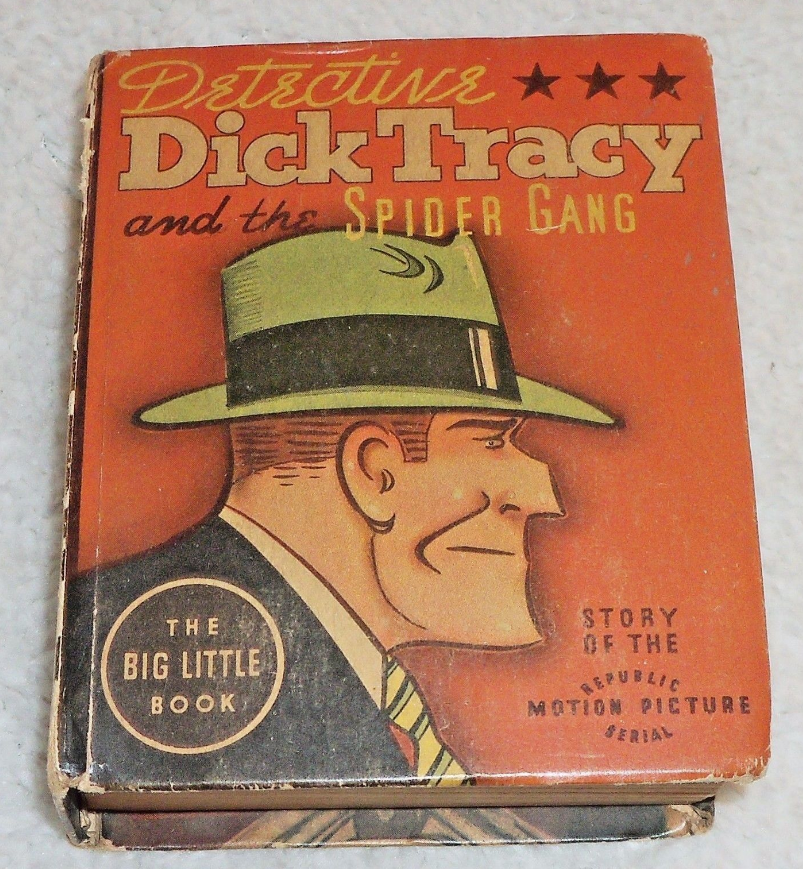 Detective
Dick Tracy
and the SPIDER GANG
THE
BIG LITTLE
BOOK
STORY
OF THE
REPUBLIC
MOTION PICTURE
SERIAL